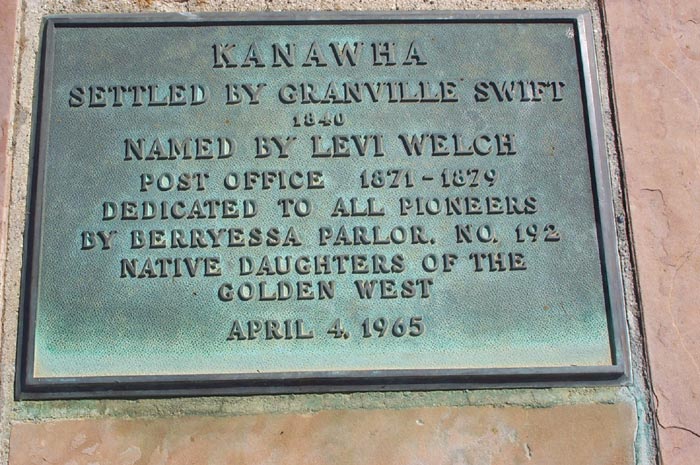 KANAWHA
SETTLED BY GRANVILLE SWIFT
1840
NAMED BY LEVI WELCH
POST OFFICE 1871-1879
DEDICATED TO ALL PIONEERS
BY BERRYESSA PARLOR, NO. 192
NATIVE DAUGHTERS OF THE
GOLDEN WEST
APRIL 4, 1965